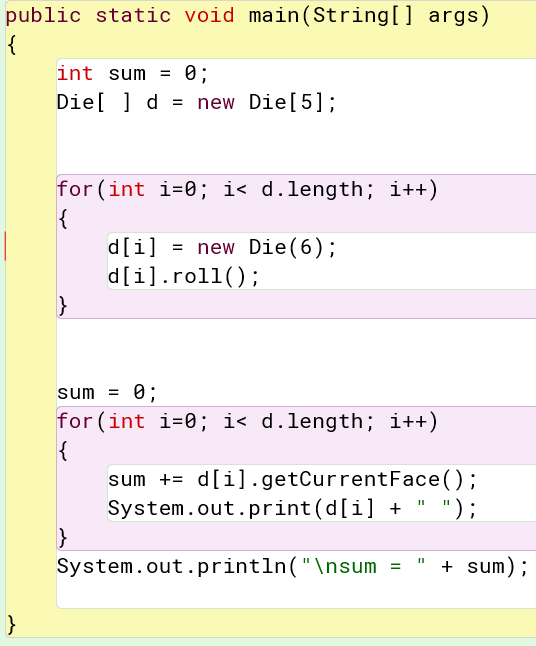 public static void main(String[] args)
{
int sum = 0;
Die[ ] d = new Die[5];
for(int i=0; i< d.length; i++)
{
d[i] = new Die(6);
d[i].roll();
}
sum = 0;
for(int i=0; i< d.length; i++)
{
sum += d[i].getCurrentFace();
System.out.print(d[i] + " ");
}
System.out.println("\nsum = " + sum);
}